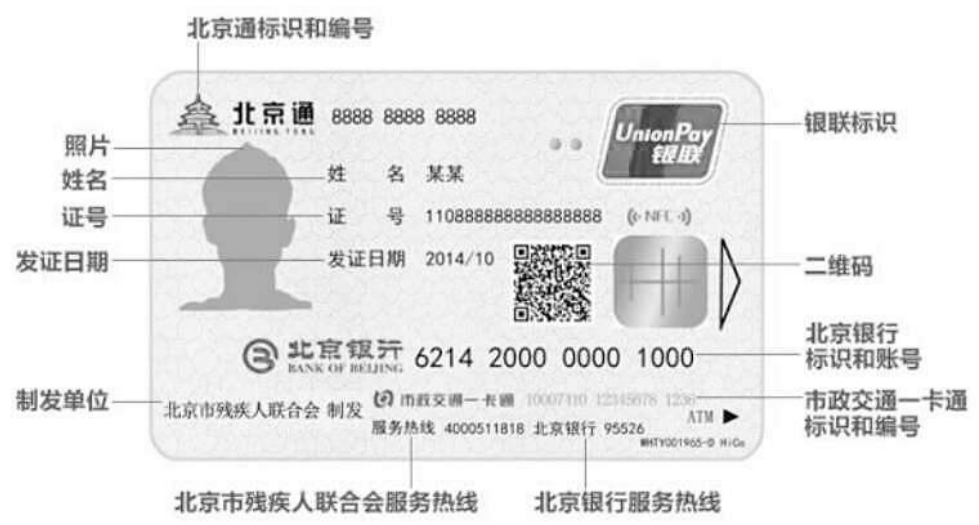 北京通标识和编号
北京通 8888 8888 8888
BEIJING TONG
UnionPay
银联
银联标识
照片
姓名
姓 名 某某
证号
证 号 110888888888888888
NFC
发证日期
发证日期 2014/10
二维码
北京银行 6214 2000 0000 1000
BANK OF BEIJING
北京银行
标识和账号
制发单位
北京市残疾人联合会 制发
市政交通一卡通 10007410 12345678 1236
ATM
市政交通一卡通
标识和编号
服务热线 4000511818 北京银行 95526
WHTY001965-D HiCo
北京市残疾人联合会服务热线
北京银行服务热线